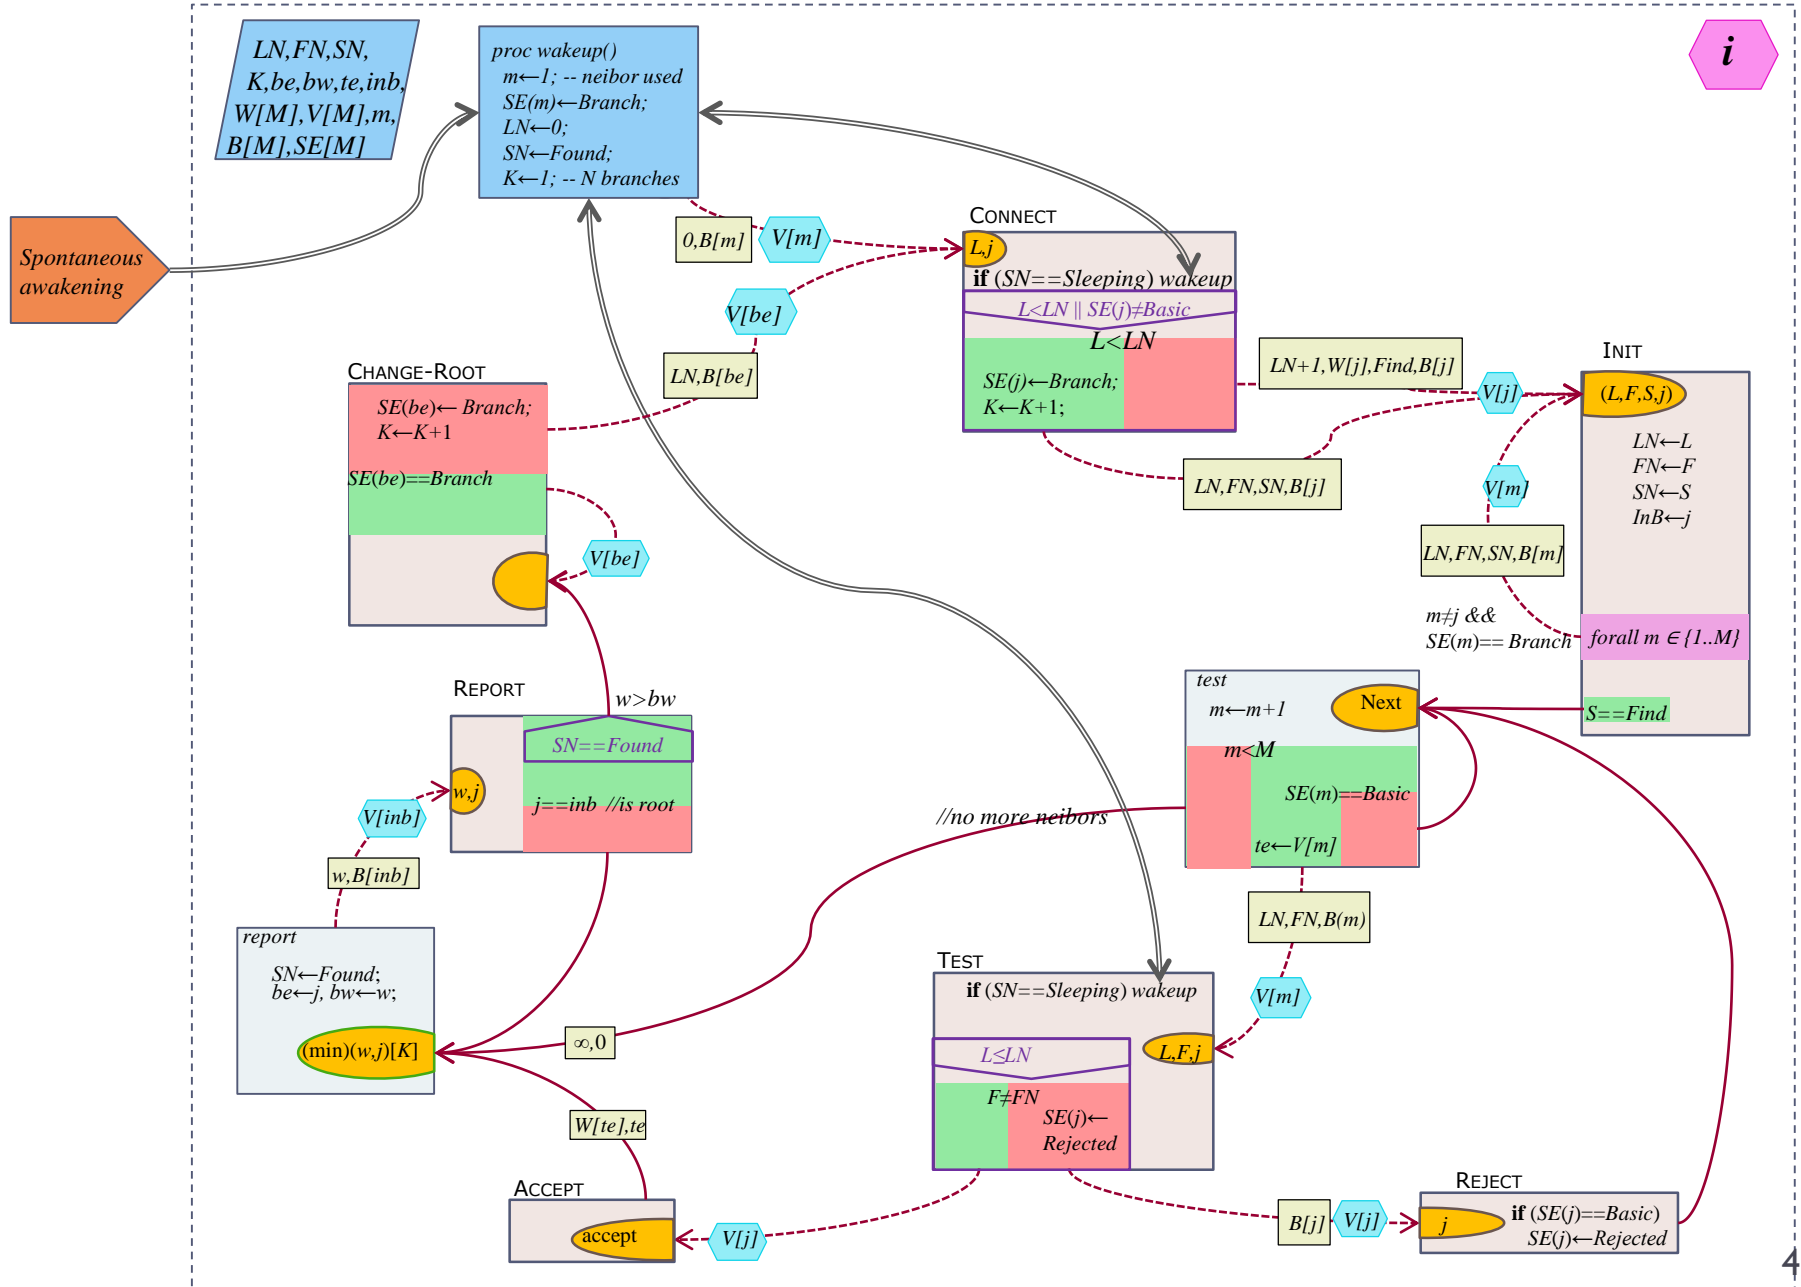 LN,FN,SN,
K,be,bw,te,inb,
W[M],V[M],m,
B[M],SE[M]
proc wakeup()
m←1; -- neibor used
SE(m)←Branch;
LN←0;
SN←Found;
K←1; -- N branches
i
Spontaneous
awakening
0,B[m]
V[m]
CONNECT
L,j
if (SN==Sleeping) wakeup
L<LN || SE(j)≠Basic
L<LN
SE(j)←Branch;
K←K+1;
V[be]
LN,B[be]
CHANGE-ROOT
SE(be)← Branch;
K←K+1
SE(be)==Branch
V[be]
LN+1,W[j],Find,B[j]
V[j]
LN,FN,SN,B[j]
INIT
(L,F,S,j)
LN←L
FN←F
SN←S
InB←j
V[m]
LN,FN,SN,B[m]
m≠j &&
SE(m)== Branch
forall m ∈ {1..M}
S==Find
REPORT
w>bw
SN==Found
w,j
j==inb //is root
V[inb]
w,B[inb]
test
Next
m←m+1
m<M
SE(m)==Basic
te←V[m]
//no more neibors
LN,FN,B(m)
V[m]
report
SN←Found;
be←j, bw←w;
(min)(w,j)[K]
∞,0
W[te],te
TEST
if (SN==Sleeping) wakeup
L,F,j
L≤LN
F≠FN
SE(j)←
Rejected
ACCEPT
accept
V[j]
B[j]
V[j]
REJECT
j
if (SE(j)==Basic)
SE(j)←Rejected
4